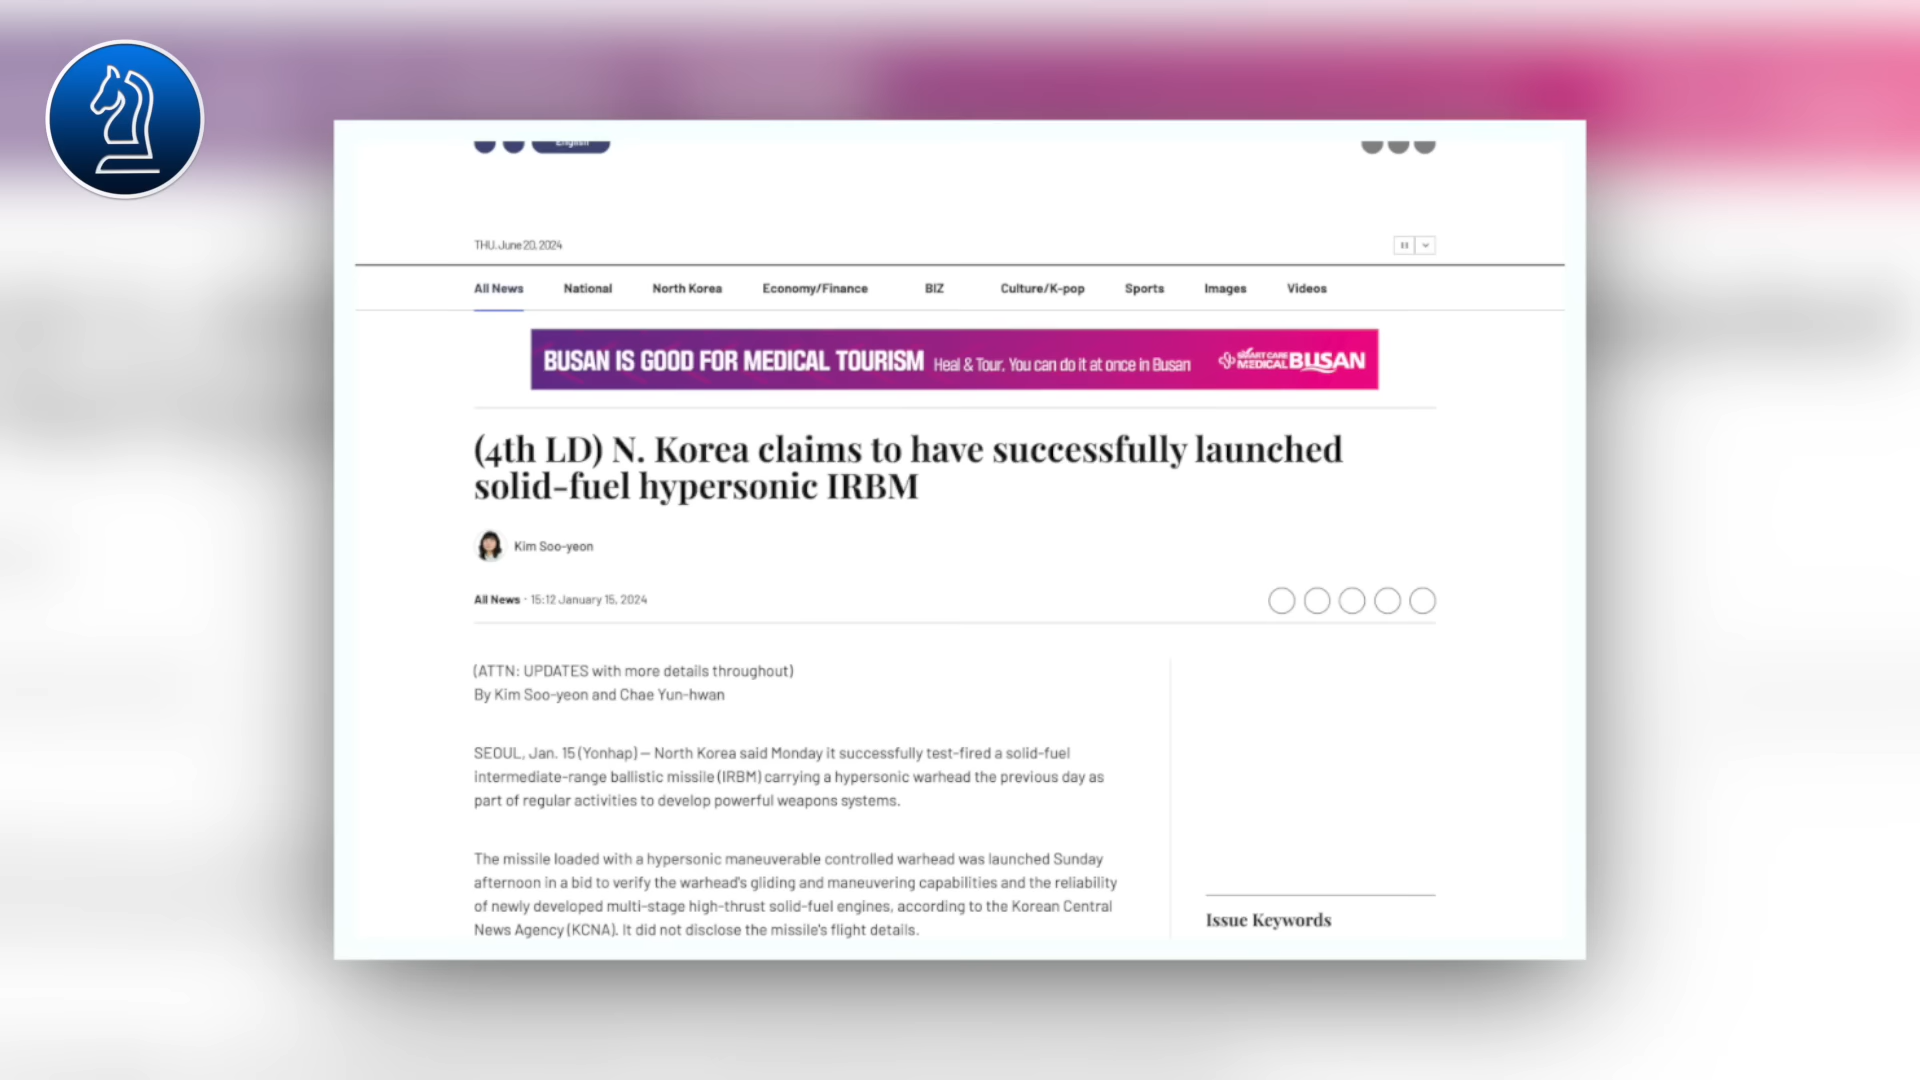 English
THU. June 20, 2024
All News National North Korea Economy/Finance BIZ Culture/K-pop Sports Images Videos
BUSAN IS GOOD FOR MEDICAL TOURISM Heal & Tour, You can do it at once in Busan SMART CARE MEDICAL BUSAN
(4th LD) N. Korea claims to have successfully launched
solid-fuel hypersonic IRBM
Kim Soo-yeon
All News · 15:12 January 15, 2024
(ATTN: UPDATES with more details throughout)
By Kim Soo-yeon and Chae Yun-hwan
SEOUL, Jan. 15 (Yonhap) — North Korea said Monday it successfully test-fired a solid-fuel
intermediate-range ballistic missile (IRBM) carrying a hypersonic warhead the previous day as
part of regular activities to develop powerful weapons systems.
The missile loaded with a hypersonic maneuverable controlled warhead was launched Sunday
afternoon in a bid to verify the warhead's gliding and maneuvering capabilities and the reliability
of newly developed multi-stage high-thrust solid-fuel engines, according to the Korean Central
News Agency (KCNA). It did not disclose the missile's flight details.
Issue Keywords